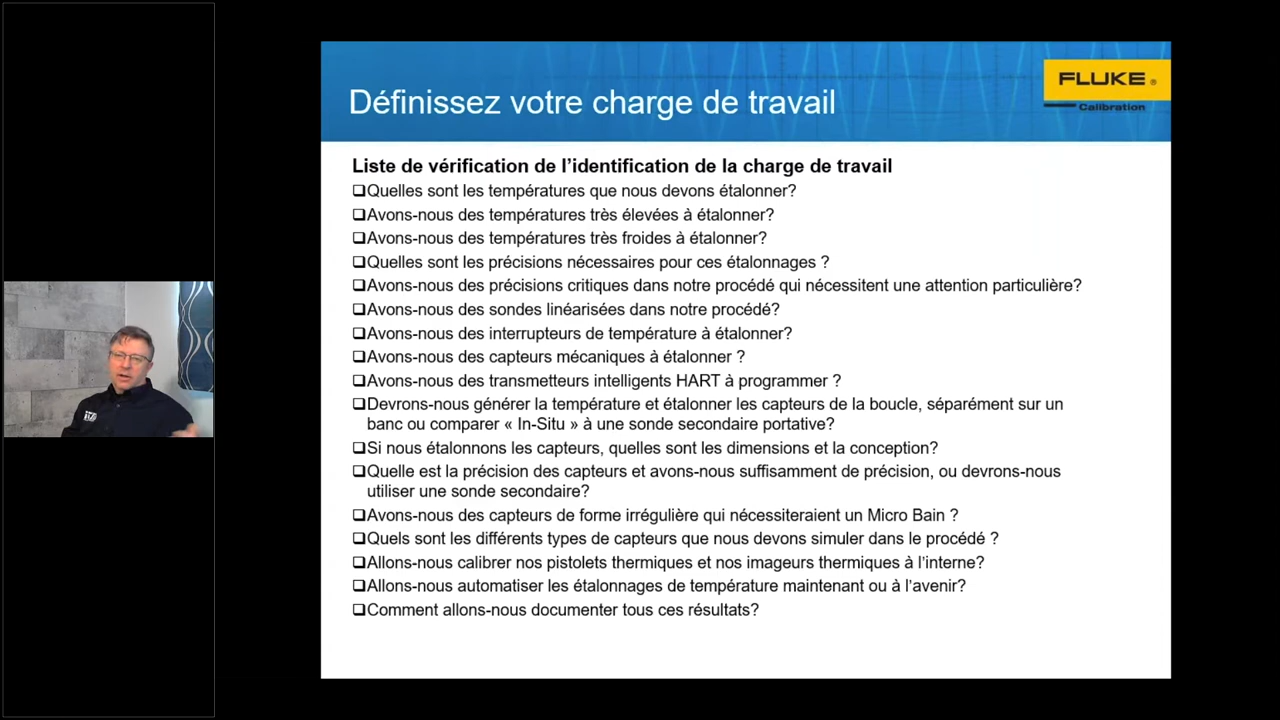 FLUKE ®
Calibration
Définissez votre charge de travail
Liste de vérification de l’identification de la charge de travail
❑Quelles sont les températures que nous devons étalonner?
❑Avons-nous des températures très élevées à étalonner?
❑Avons-nous des températures très froides à étalonner?
❑Quelles sont les précisions nécessaires pour ces étalonnages ?
❑Avons-nous des précisions critiques dans notre procédé qui nécessitent une attention particulière?
❑Avons-nous des sondes linéarisées dans notre procédé?
❑Avons-nous des interrupteurs de température à étalonner?
❑Avons-nous des capteurs mécaniques à étalonner ?
❑Avons-nous des transmetteurs intelligents HART à programmer ?
❑Devrons-nous générer la température et étalonner les capteurs de la boucle, séparément sur un
banc ou comparer « In-Situ » à une sonde secondaire portative?
❑Si nous étalonnons les capteurs, quelles sont les dimensions et la conception?
❑Quelle est la précision des capteurs et avons-nous suffisamment de précision, ou devrons-nous
utiliser une sonde secondaire?
❑Avons-nous des capteurs de forme irrégulière qui nécessiteraient un Micro Bain ?
❑Quels sont les différents types de capteurs que nous devons simuler dans le procédé ?
❑Allons-nous calibrer nos pistolets thermiques et nos imageurs thermiques à l’interne?
❑Allons-nous automatiser les étalonnages de température maintenant ou à l’avenir?
❑Comment allons-nous documenter tous ces résultats?